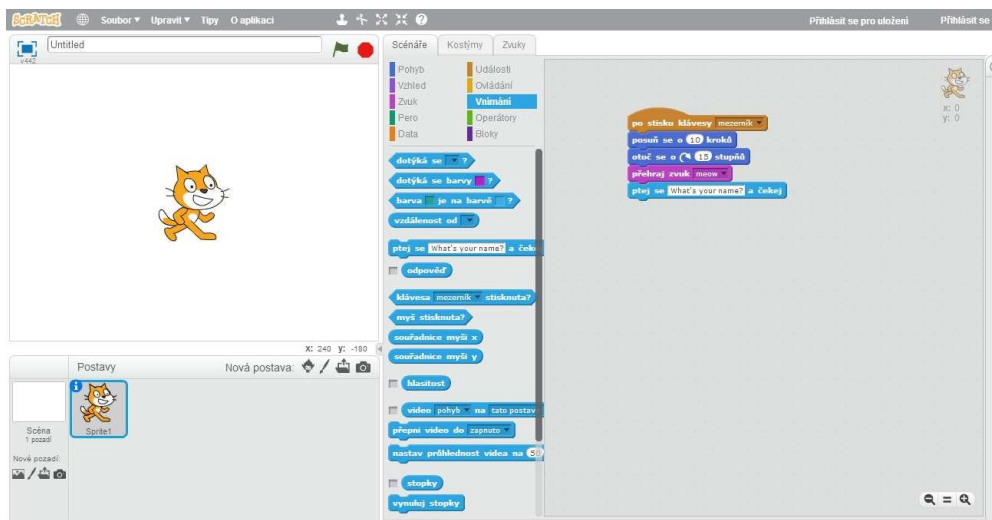 SCRATCH Soubor Upravit Tipy O aplikaci Přihlásit se pro uložení Přihlásit se
Untitled
v442
X: 240 y: -180
Postavy Nová postava:
Scéna
1 pozadí
Nové pozadí:
Sprite1
Scénáře Kostýmy Zvuky
Pohyb Události
Vzhled Ovládání
Zvuk Vnímání
Pero Operátory
Data Bloky
dotýká se ?
dotýká se barvy ?
barva je na barvě ?
vzdálenost od
ptej se What's your name? a ček
odpověď
klávesa mezerník stisknuta?
myš stisknuta?
souřadnice myši x
souřadnice myši y
hlasitost
video pohyb na tato postav
přepni video do zapnuto
nastav průhlednost videa na 50
stopky
vynuluj stopky
po stisku klávesy mezerník
posuň se o 10 kroků
otoč se o 15 stupňů
přehraj zvuk meow
ptej se What's your name? a čekej
x: 0
y: 0